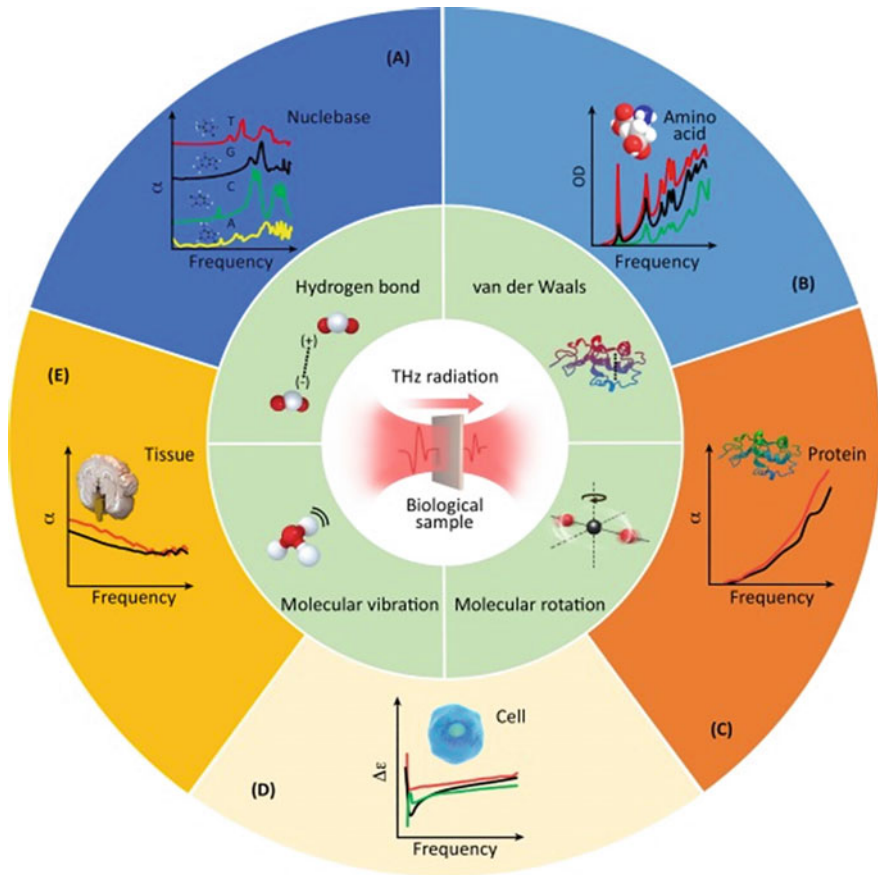 (A)
Nuclebase
T
G
C
A
α
Frequency
Amino
acid
OD
Frequency
(B)
Hydrogen bond
(+)
(-)
van der Waals
THz radiation
Biological
sample
Molecular vibration
Molecular rotation
(E)
Tissue
α
Frequency
Protein
α
Frequency
(C)
Cell
Δε
Frequency
(D)